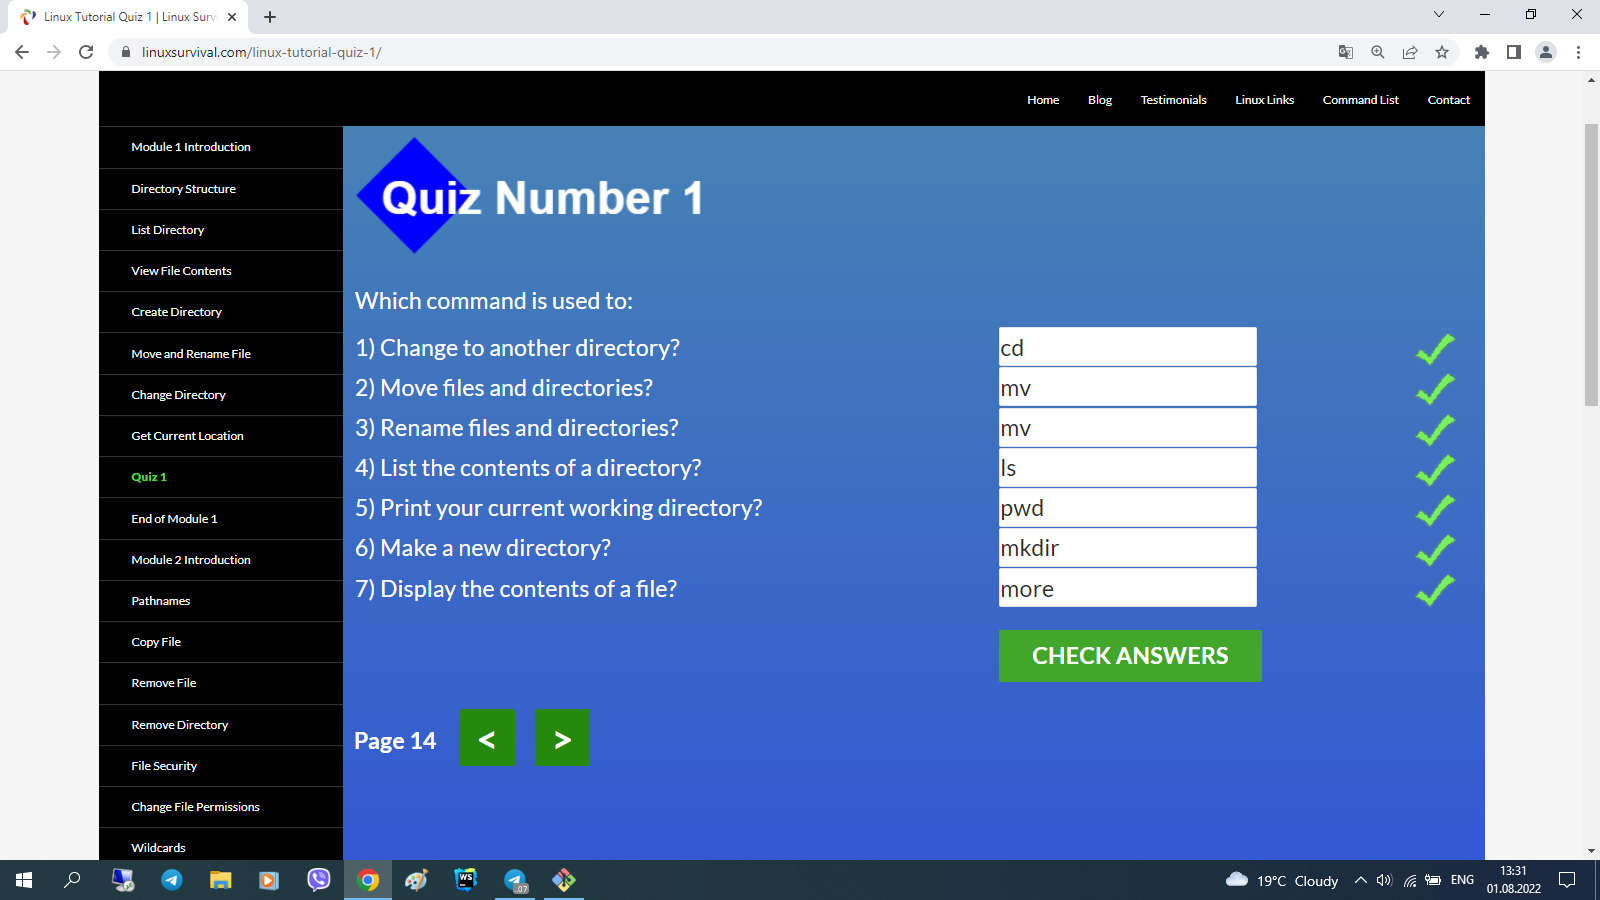 Linux Tutorial Quiz 1 | Linux Surv
linuxsurvival.com/linux-tutorial-quiz-1/
Home Blog Testimonials Linux Links Command List Contact
Module 1 Introduction
Directory Structure
List Directory
View File Contents
Create Directory
Move and Rename File
Change Directory
Get Current Location
Quiz 1
End of Module 1
Module 2 Introduction
Pathnames
Copy File
Remove File
Remove Directory
File Security
Change File Permissions
Wildcards
Quiz Number 1
Which command is used to:
1) Change to another directory? cd
2) Move files and directories? mv
3) Rename files and directories? mv
4) List the contents of a directory? ls
5) Print your current working directory? pwd
6) Make a new directory? mkdir
7) Display the contents of a file? more
CHECK ANSWERS
Page 14 < >
WS
.07
19°C Cloudy
ENG
13:31
01.08.2022